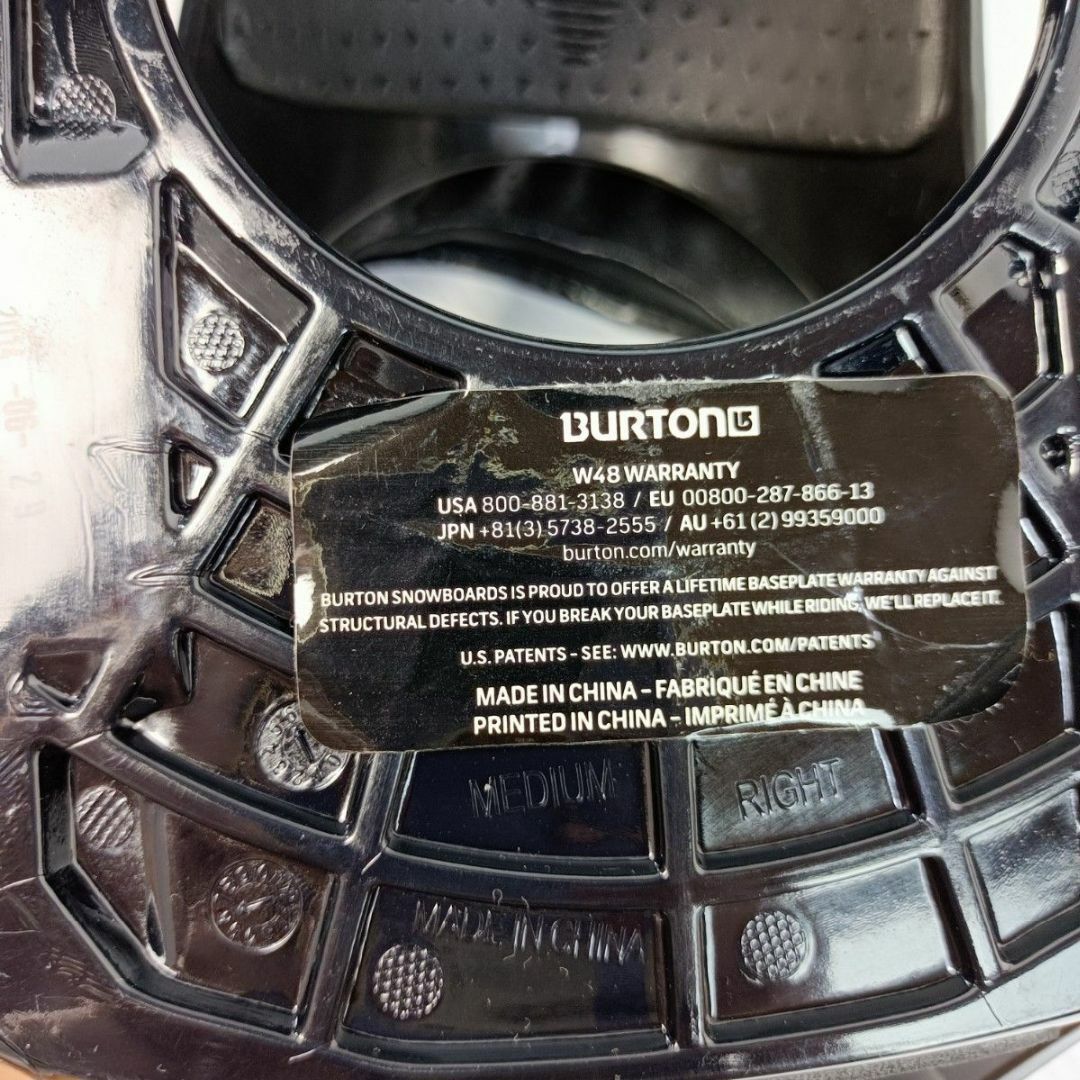 BURTON
W48 WARRANTY
USA 800-881-3138 / EU 00800-287-866-13
JPN +81(3) 5738-2555 / AU +61 (2) 99359000
burton.com/warranty
BURTON SNOWBOARDS IS PROUD TO OFFER A LIFETIME BASEPLATE WARRANTY AGAINST
STRUCTURAL DEFECTS. IF YOU BREAK YOUR BASEPLATE WHILE RIDING, WE'LL REPLACE IT.
U.S. PATENTS - SEE: WWW.BURTON.COM/PATENTS
MADE IN CHINA - FABRIQUÉ EN CHINE
PRINTED IN CHINA - IMPRIMÉ À CHINA
MEDIUM
RIGHT
MADE IN CHINA